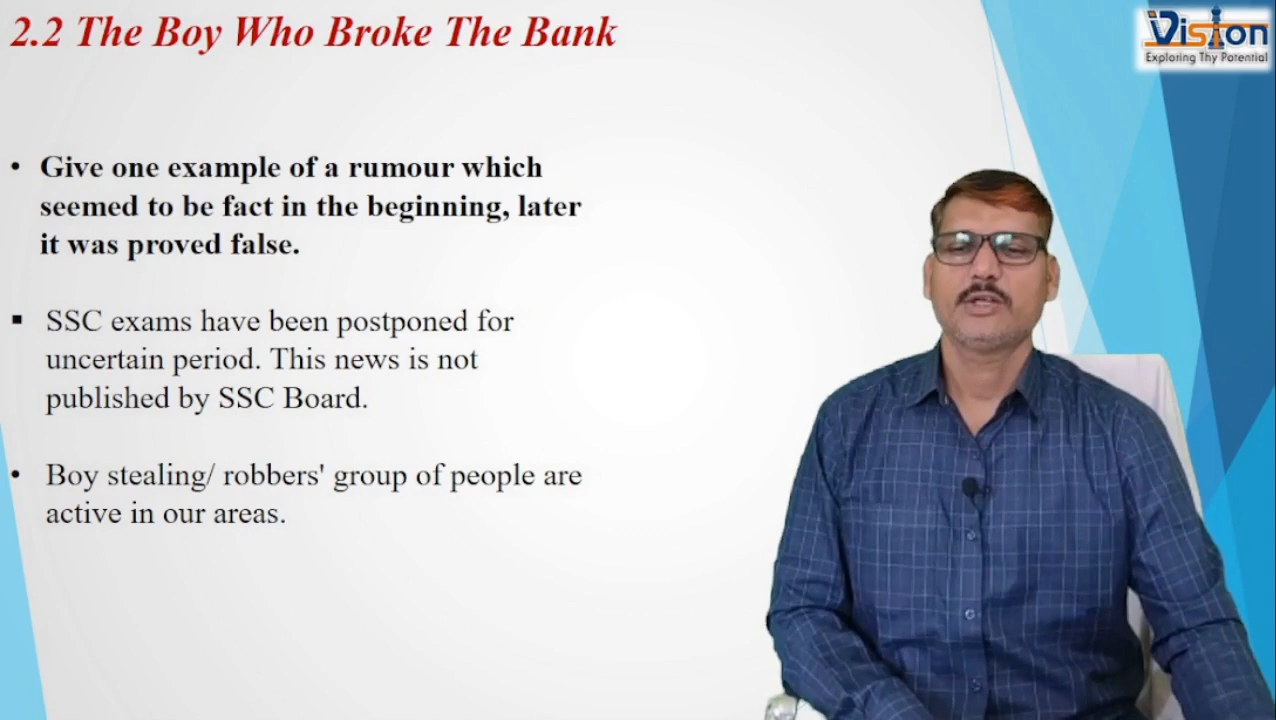 2.2 The Boy Who Broke The Bank
Vision
Exploring Thy Potential
• Give one example of a rumour which
seemed to be fact in the beginning, later
it was proved false.
▪ SSC exams have been postponed for
uncertain period. This news is not
published by SSC Board.
• Boy stealing/ robbers' group of people are
active in our areas.